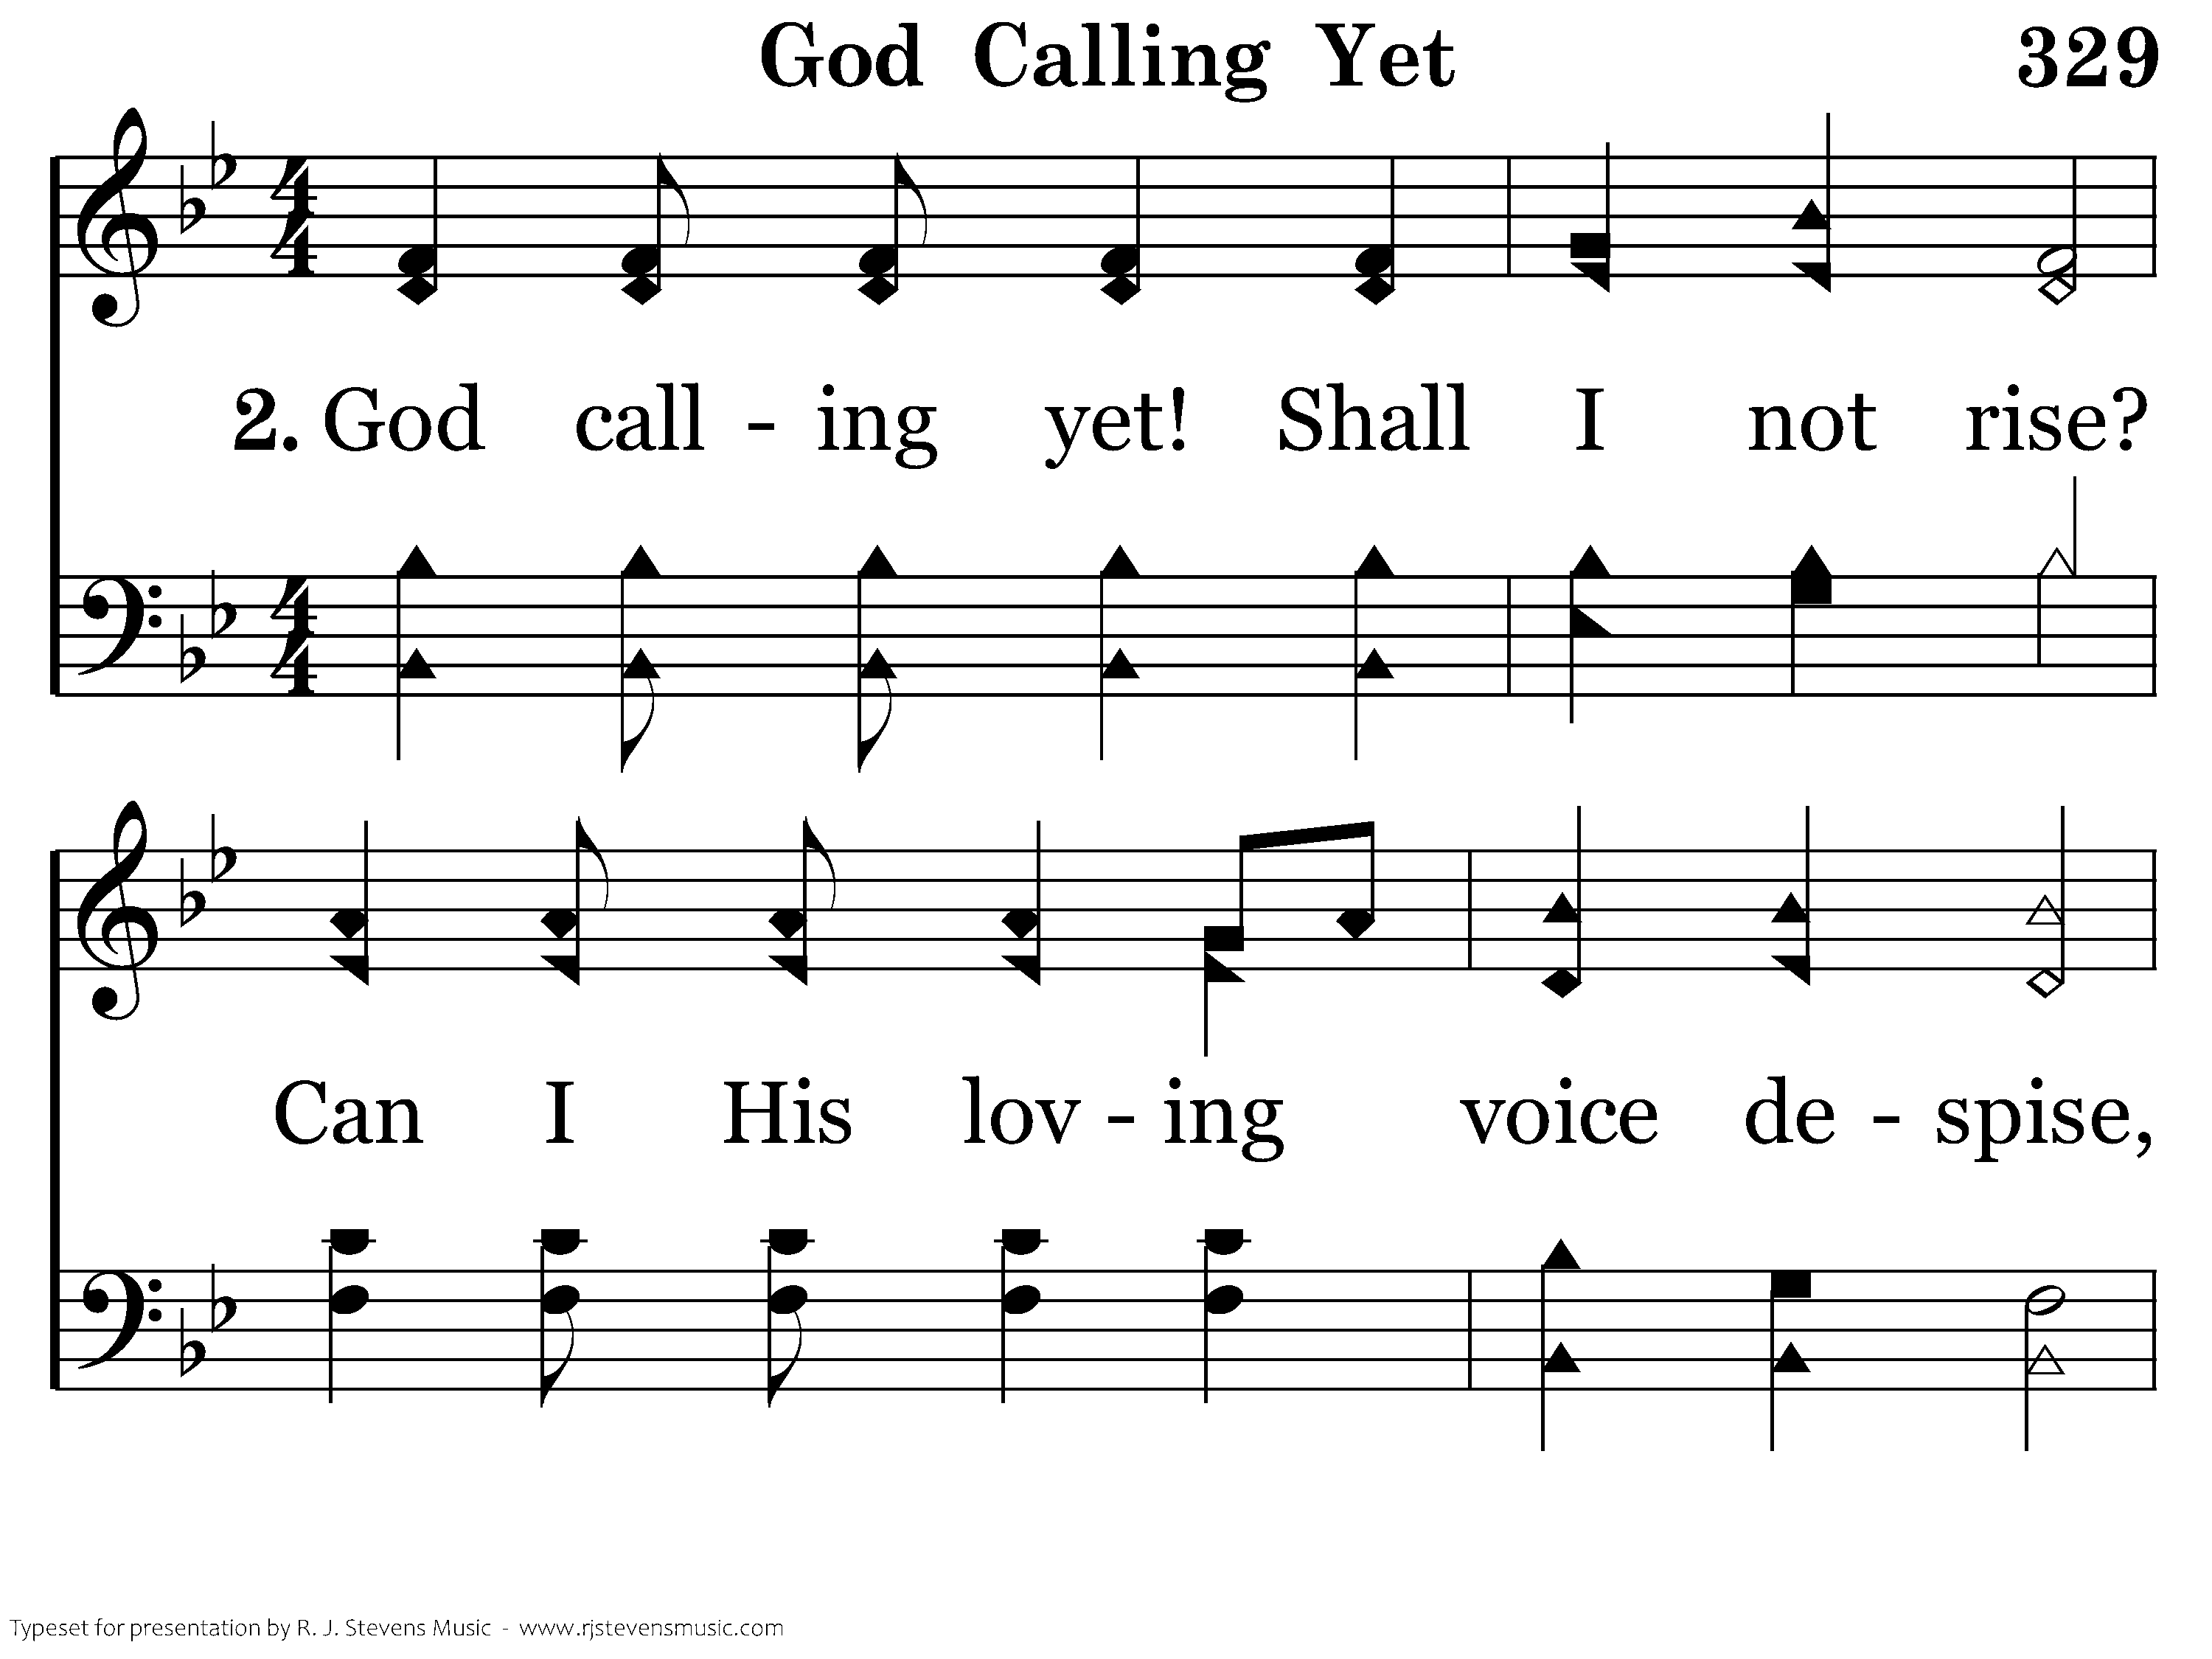 God Calling Yet 329
2. God call - ing yet! Shall I not rise?
Can I His lov - ing voice de - spise,
Typeset for presentation by R. J. Stevens Music - www.rjstevensmusic.com